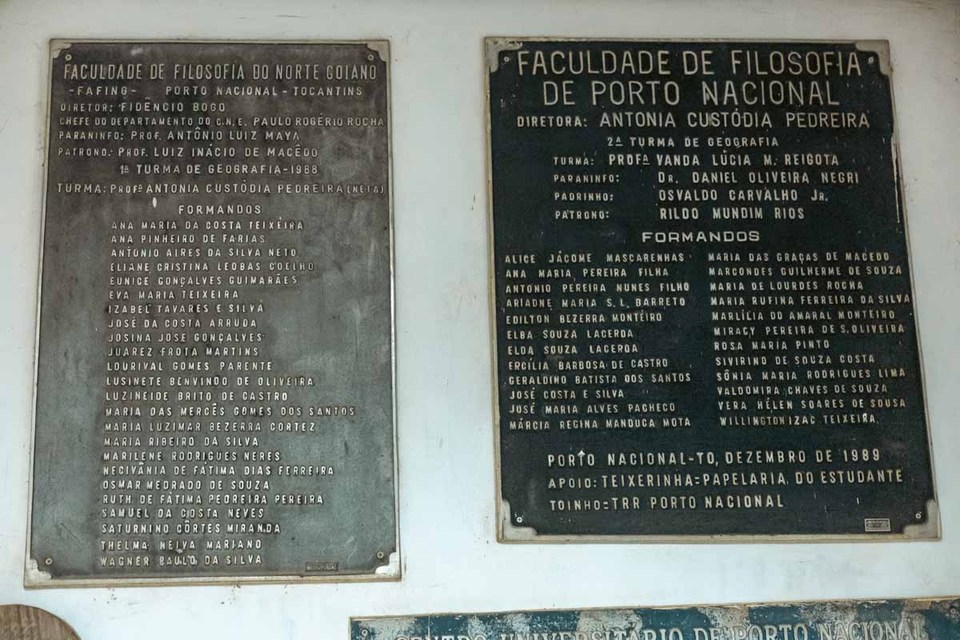 FACULDADE DE FILOSOFIA DO NORTE GOIANO
-FAFING- PORTO NACIONAL-TOCANTINS
DIRETOR: FIDÊNCIO BOGO
CHEFE DO DEPARTAMENTO DO C.N.E. PAULO ROGÉRIO ROCHA
PARANINFO: PROF. ANTÔNIO LUIZ MAYA
PATRONO: PROF. LUIZ INÁCIO DE MACÊDO
1ª TURMA DE GEOGRAFIA-1988
TURMA: PROFª ANTONIA CUSTÓDIA PEDREIRA (NETA)
FORMANDOS
ANA MARIA DA COSTA TEIXEIRA
ANA PINHEIRO DE FARIAS
ANTONIO AIRES DA SILVA NETO
ELIANE CRISTINA LEOBAS COELHO
EUNICE GONÇALVES GUIMARÃES
EVA MARIA TEIXEIRA
IZABEL TAVARES E SILVA
JOSÉ DA COSTA ARRUDA
JOSINA JOSÉ GONÇALVES
JUAREZ FROTA MARTINS
LOURIVAL GOMES PARENTE
LUSINETE BENVINDO DE OLIVEIRA
LUZINEIDE BRITO DE CASTRO
MARIA DAS MERCÊS GOMES DOS SANTOS
MARIA LUZIMAR BEZERRA CORTEZ
MARIA RIBEIRO DA SILVA
MARILENE RODRIGUES NERES
NECIVÂNIA DE FÁTIMA DIAS FERREIRA
OSMAR MEDRADO DE SOUZA
RUTH DE FÁTIMA PEDREIRA PEREIRA
SAMUEL DA COSTA NEVES
SATURNINO CÔRTES MIRANDA
THELMA NEIVA MARIANO
WAGNER PAULO DA SILVA
FACULDADE DE FILOSOFIA
DE PORTO NACIONAL
DIRETORA: ANTONIA CUSTÓDIA PEDREIRA
2ª TURMA DE GEOGRAFIA
TURMA: PROFª VANDA LÚCIA M. REIGOTA
PARANINFO: DR. DANIEL OLIVEIRA NEGRI
PADRINHO: OSVALDO CARVALHO JR.
PATRONO: RILDO MUNDIM RIOS
FORMANDOS
ALICE JÁCOME MASCARENHAS
ANA MARIA PEREIRA FILHA
ANTONIO PEREIRA NUNES FILHO
ARIADNE MARIA S.L. BARRETO
EDILTON BEZERRA MONTEIRO
ELBA SOUZA LACERDA
ELDA SOUZA LACERDA
ERCÍLIA BARBOSA DE CASTRO
GERALDINO BATISTA DOS SANTOS
JOSÉ COSTA E SILVA
JOSÉ MARIA ALVES PACHECO
MÁRCIA REGINA MANDUCA MOTA
MARIA DAS GRAÇAS DE MACEDO
MARCONDES GUILHERME DE SOUZA
MARIA DE LOURDES ROCHA
MARIA RUFINA FERREIRA DA SILVA
MARLÍLIA DO AMARAL MONTEIRO
MIRACY PEREIRA DE S. OLIVEIRA
ROSA MARIA PINTO
SIVIRINO DE SOUZA COSTA
SÔNIA MARIA RODRIGUES LIMA
VALDOMIRA CHAVES DE SOUZA
VERA HÉLEN SOARES DE SOUSA
WILLINGTON IZAC TEIXEIRA
PORTO NACIONAL-TO, DEZEMBRO DE 1989
APOIO: TEIXERINHA=PAPELARIA DO ESTUDANTE
TOINHO=TRR PORTO NACIONAL
CENTRO UNIVERSITÁRIO DE PORTO NACIONAL